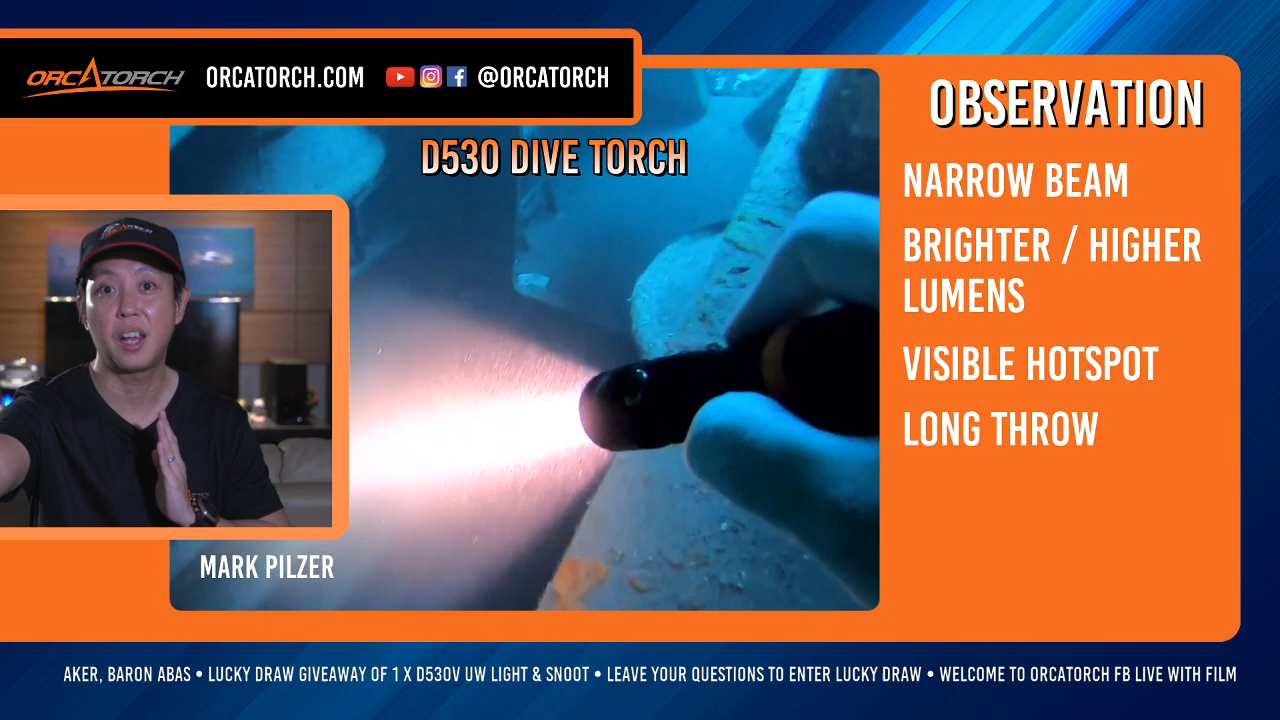 ORCATORCH ORCATORCH.COM @ORCATORCH
D530 DIVE TORCH
MARK PILZER
OBSERVATION
NARROW BEAM
BRIGHTER / HIGHER
LUMENS
VISIBLE HOTSPOT
LONG THROW
AKER, BARON ABAS • LUCKY DRAW GIVEAWAY OF 1 X D530V UW LIGHT & SNOOT • LEAVE YOUR QUESTIONS TO ENTER LUCKY DRAW • WELCOME TO ORCATORCH FB LIVE WITH FILM